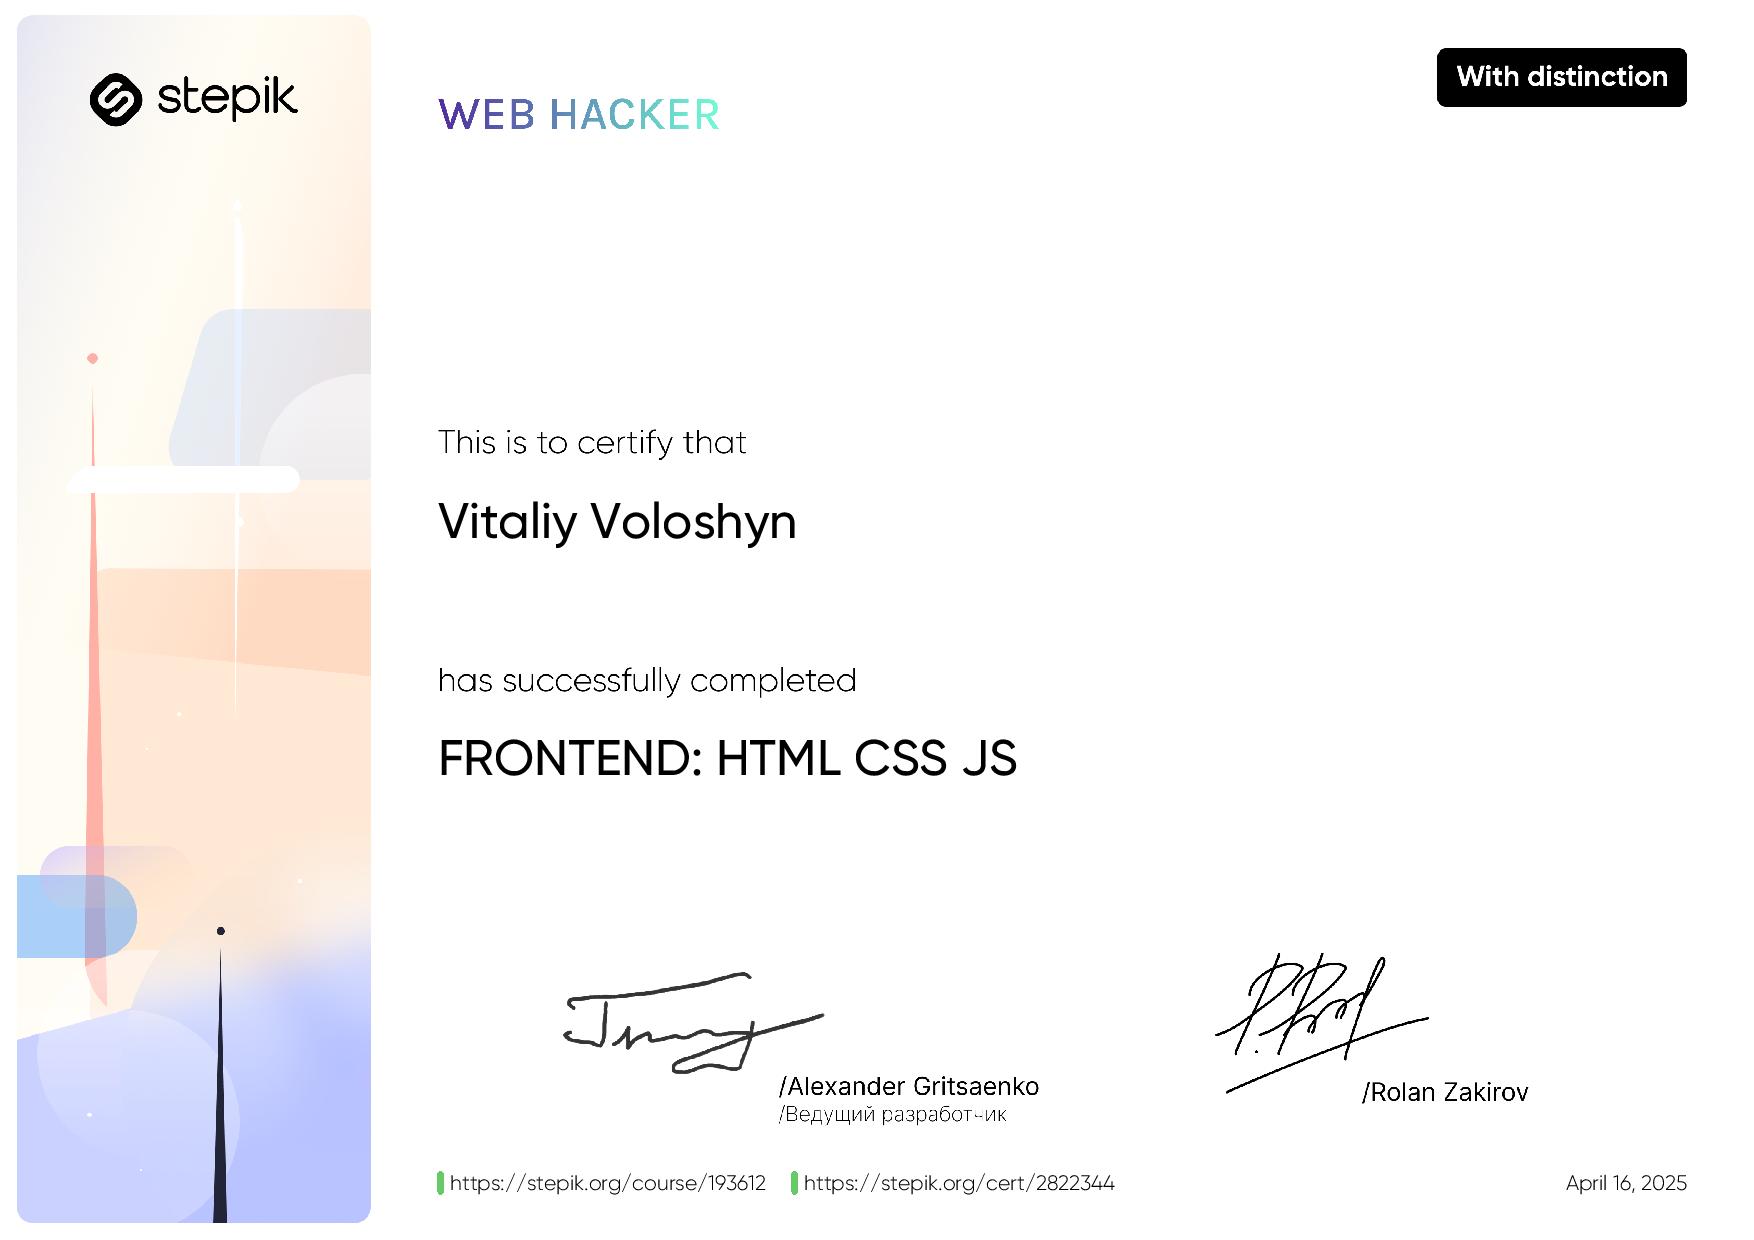 stepik
WEB HACKER
With distinction
This is to certify that
Vitaliy Voloshyn
has successfully completed
FRONTEND: HTML CSS JS
/Alexander Gritsaenko
/Ведущий разработчик
/Rolan Zakirov
https://stepik.org/course/193612
https://stepik.org/cert/2822344
April 16, 2025